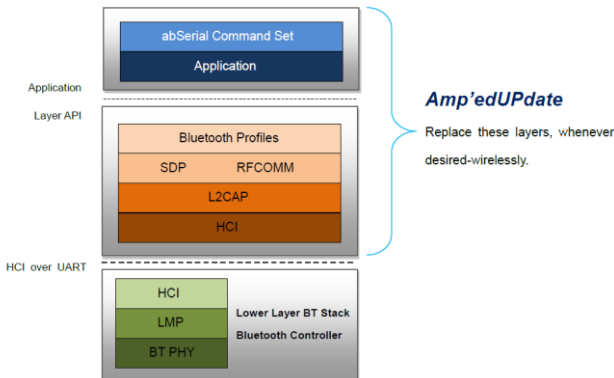 abSerial Command Set
Application
Application
Layer API
Amp'edUPdate
Replace these layers, whenever
desired-wirelessly.
Bluetooth Profiles
SDP RFCOMM
L2CAP
HCI
HCI over UART
HCI
LMP
BT PHY
Lower Layer BT Stack
Bluetooth Controller